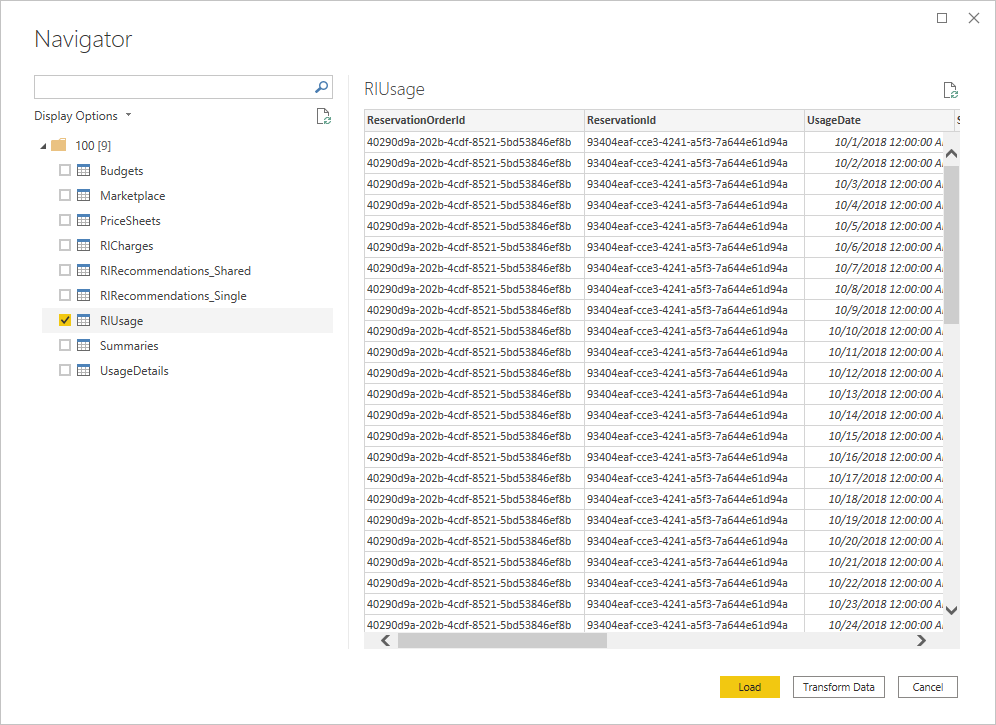 Navigator
Display Options
100 [9]
Budgets
Marketplace
PriceSheets
RICharges
RIRecommendations_Shared
RIRecommendations_Single
RIUsage
Summaries
UsageDetails
RIUsage
ReservationOrderId ReservationId UsageDate S
40290d9a-202b-4cdf-8521-5bd53846ef8b 93404eaf-cce3-4241-a5f3-7a644e61d94a 10/1/2018 12:00:00 A
40290d9a-202b-4cdf-8521-5bd53846ef8b 93404eaf-cce3-4241-a5f3-7a644e61d94a 10/2/2018 12:00:00 A
40290d9a-202b-4cdf-8521-5bd53846ef8b 93404eaf-cce3-4241-a5f3-7a644e61d94a 10/3/2018 12:00:00 A
40290d9a-202b-4cdf-8521-5bd53846ef8b 93404eaf-cce3-4241-a5f3-7a644e61d94a 10/4/2018 12:00:00 A
40290d9a-202b-4cdf-8521-5bd53846ef8b 93404eaf-cce3-4241-a5f3-7a644e61d94a 10/5/2018 12:00:00 A
40290d9a-202b-4cdf-8521-5bd53846ef8b 93404eaf-cce3-4241-a5f3-7a644e61d94a 10/6/2018 12:00:00 A
40290d9a-202b-4cdf-8521-5bd53846ef8b 93404eaf-cce3-4241-a5f3-7a644e61d94a 10/7/2018 12:00:00 A
40290d9a-202b-4cdf-8521-5bd53846ef8b 93404eaf-cce3-4241-a5f3-7a644e61d94a 10/8/2018 12:00:00 A
40290d9a-202b-4cdf-8521-5bd53846ef8b 93404eaf-cce3-4241-a5f3-7a644e61d94a 10/9/2018 12:00:00 A
40290d9a-202b-4cdf-8521-5bd53846ef8b 93404eaf-cce3-4241-a5f3-7a644e61d94a 10/10/2018 12:00:00 A
40290d9a-202b-4cdf-8521-5bd53846ef8b 93404eaf-cce3-4241-a5f3-7a644e61d94a 10/11/2018 12:00:00 A
40290d9a-202b-4cdf-8521-5bd53846ef8b 93404eaf-cce3-4241-a5f3-7a644e61d94a 10/12/2018 12:00:00 A
40290d9a-202b-4cdf-8521-5bd53846ef8b 93404eaf-cce3-4241-a5f3-7a644e61d94a 10/13/2018 12:00:00 A
40290d9a-202b-4cdf-8521-5bd53846ef8b 93404eaf-cce3-4241-a5f3-7a644e61d94a 10/14/2018 12:00:00 A
40290d9a-202b-4cdf-8521-5bd53846ef8b 93404eaf-cce3-4241-a5f3-7a644e61d94a 10/15/2018 12:00:00 A
40290d9a-202b-4cdf-8521-5bd53846ef8b 93404eaf-cce3-4241-a5f3-7a644e61d94a 10/16/2018 12:00:00 A
40290d9a-202b-4cdf-8521-5bd53846ef8b 93404eaf-cce3-4241-a5f3-7a644e61d94a 10/17/2018 12:00:00 A
40290d9a-202b-4cdf-8521-5bd53846ef8b 93404eaf-cce3-4241-a5f3-7a644e61d94a 10/18/2018 12:00:00 A
40290d9a-202b-4cdf-8521-5bd53846ef8b 93404eaf-cce3-4241-a5f3-7a644e61d94a 10/19/2018 12:00:00 A
40290d9a-202b-4cdf-8521-5bd53846ef8b 93404eaf-cce3-4241-a5f3-7a644e61d94a 10/20/2018 12:00:00 A
40290d9a-202b-4cdf-8521-5bd53846ef8b 93404eaf-cce3-4241-a5f3-7a644e61d94a 10/21/2018 12:00:00 A
40290d9a-202b-4cdf-8521-5bd53846ef8b 93404eaf-cce3-4241-a5f3-7a644e61d94a 10/22/2018 12:00:00 A
40290d9a-202b-4cdf-8521-5bd53846ef8b 93404eaf-cce3-4241-a5f3-7a644e61d94a 10/23/2018 12:00:00 A
40290d9a-202b-4cdf-8521-5bd53846ef8b 93404eaf-cce3-4241-a5f3-7a644e61d94a 10/24/2018 12:00:00 A
Load Transform Data Cancel